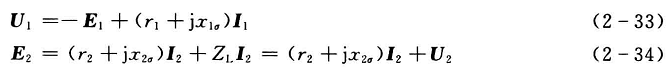 U₁=−E₁+(r₁+jx₁σ)I₁ (2-33)
E₂=(r₂+jx₂σ)I₂+Z_L I₂=(r₂+jx₂σ)I₂+U₂ (2-34)